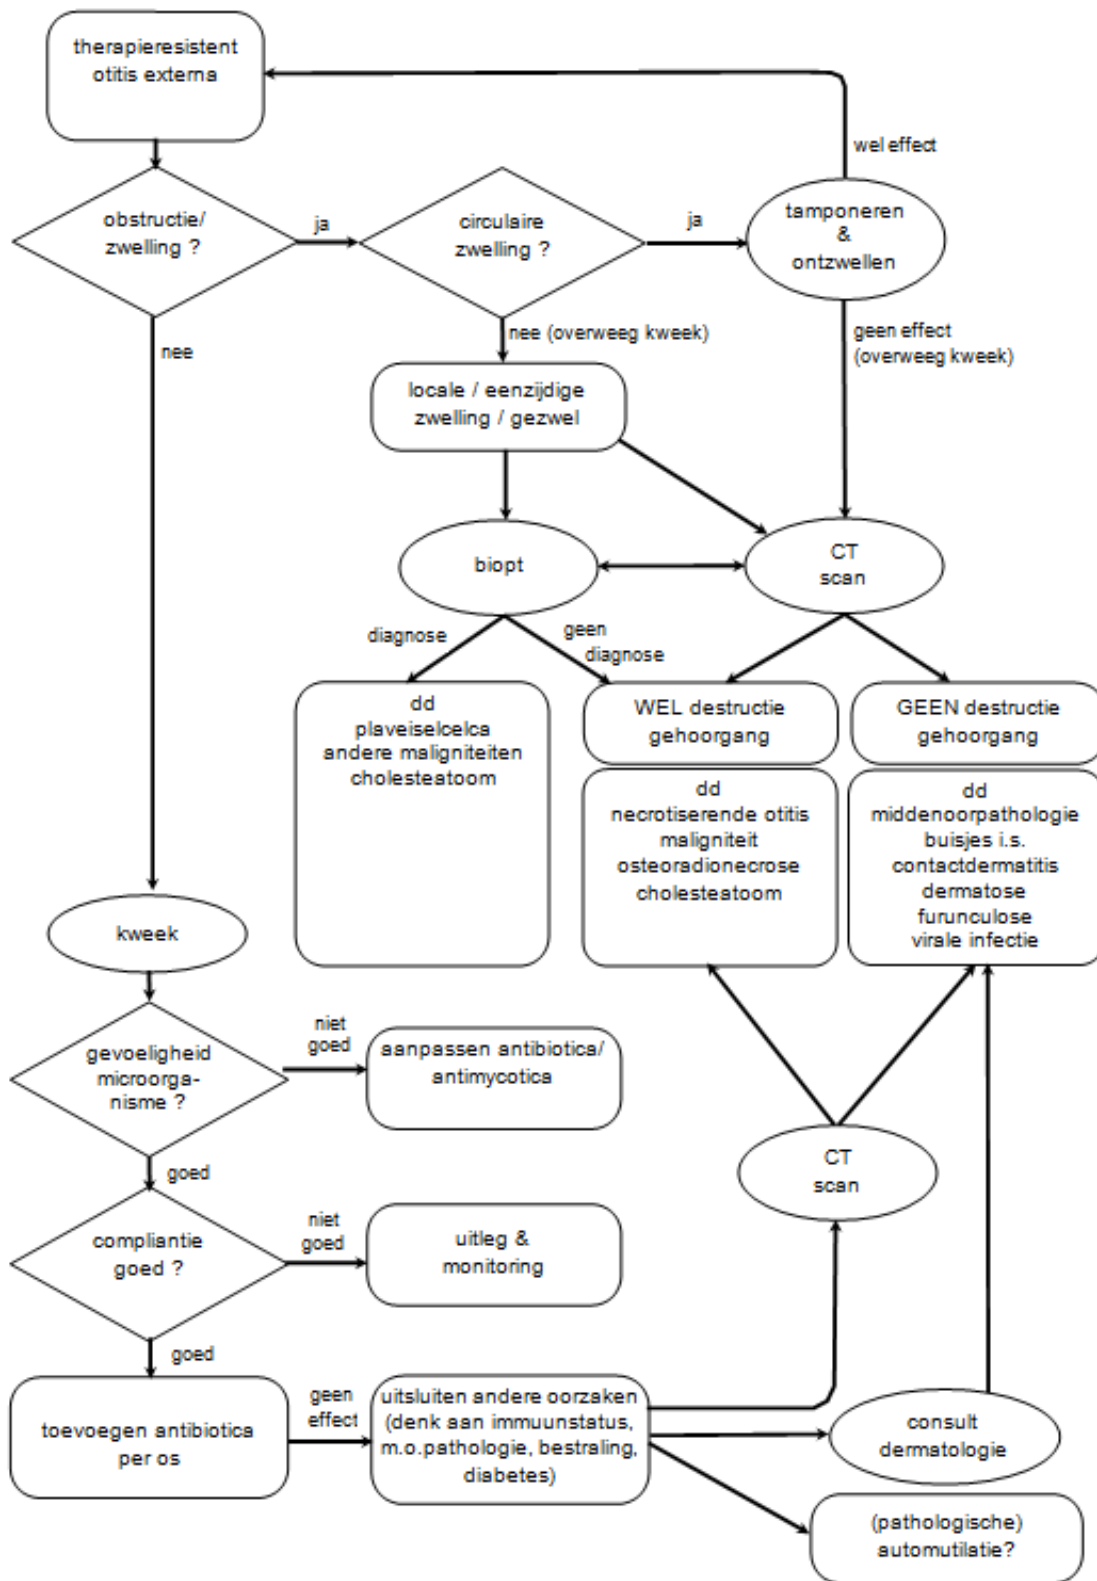 therapieresistent
otitis externa
wel effect
obstructie/
zwelling ?
ja
circulaire
zwelling ?
ja
tamponeren
&
ontzwellen
nee
nee (overweeg kweek)
geen effect
(overweeg kweek)
locale / eenzijdige
zwelling / gezwel
biopt
CT
scan
diagnose
geen
diagnose
dd
plaveiselcelca
andere maligniteiten
cholesteatoom
WEL destructie
gehoorgang
GEEN destructie
gehoorgang
dd
necrotiserende otitis
maligniteit
osteoradionecrose
cholesteatoom
dd
middenoorpathologie
buisjes i.s.
contactdermatitis
dermatose
furunculose
virale infectie
kweek
gevoeligheid
microorga-
nisme ?
niet
goed
aanpassen antibiotica/
antimycotica
goed
CT
scan
compliantie
goed ?
niet
goed
uitleg &
monitoring
goed
toevoegen antibiotica
per os
geen
effect
uitsluiten andere oorzaken
(denk aan immuunstatus,
m.o.pathologie, bestraling,
diabetes)
consult
dermatologie
(pathologische)
automutilatie?